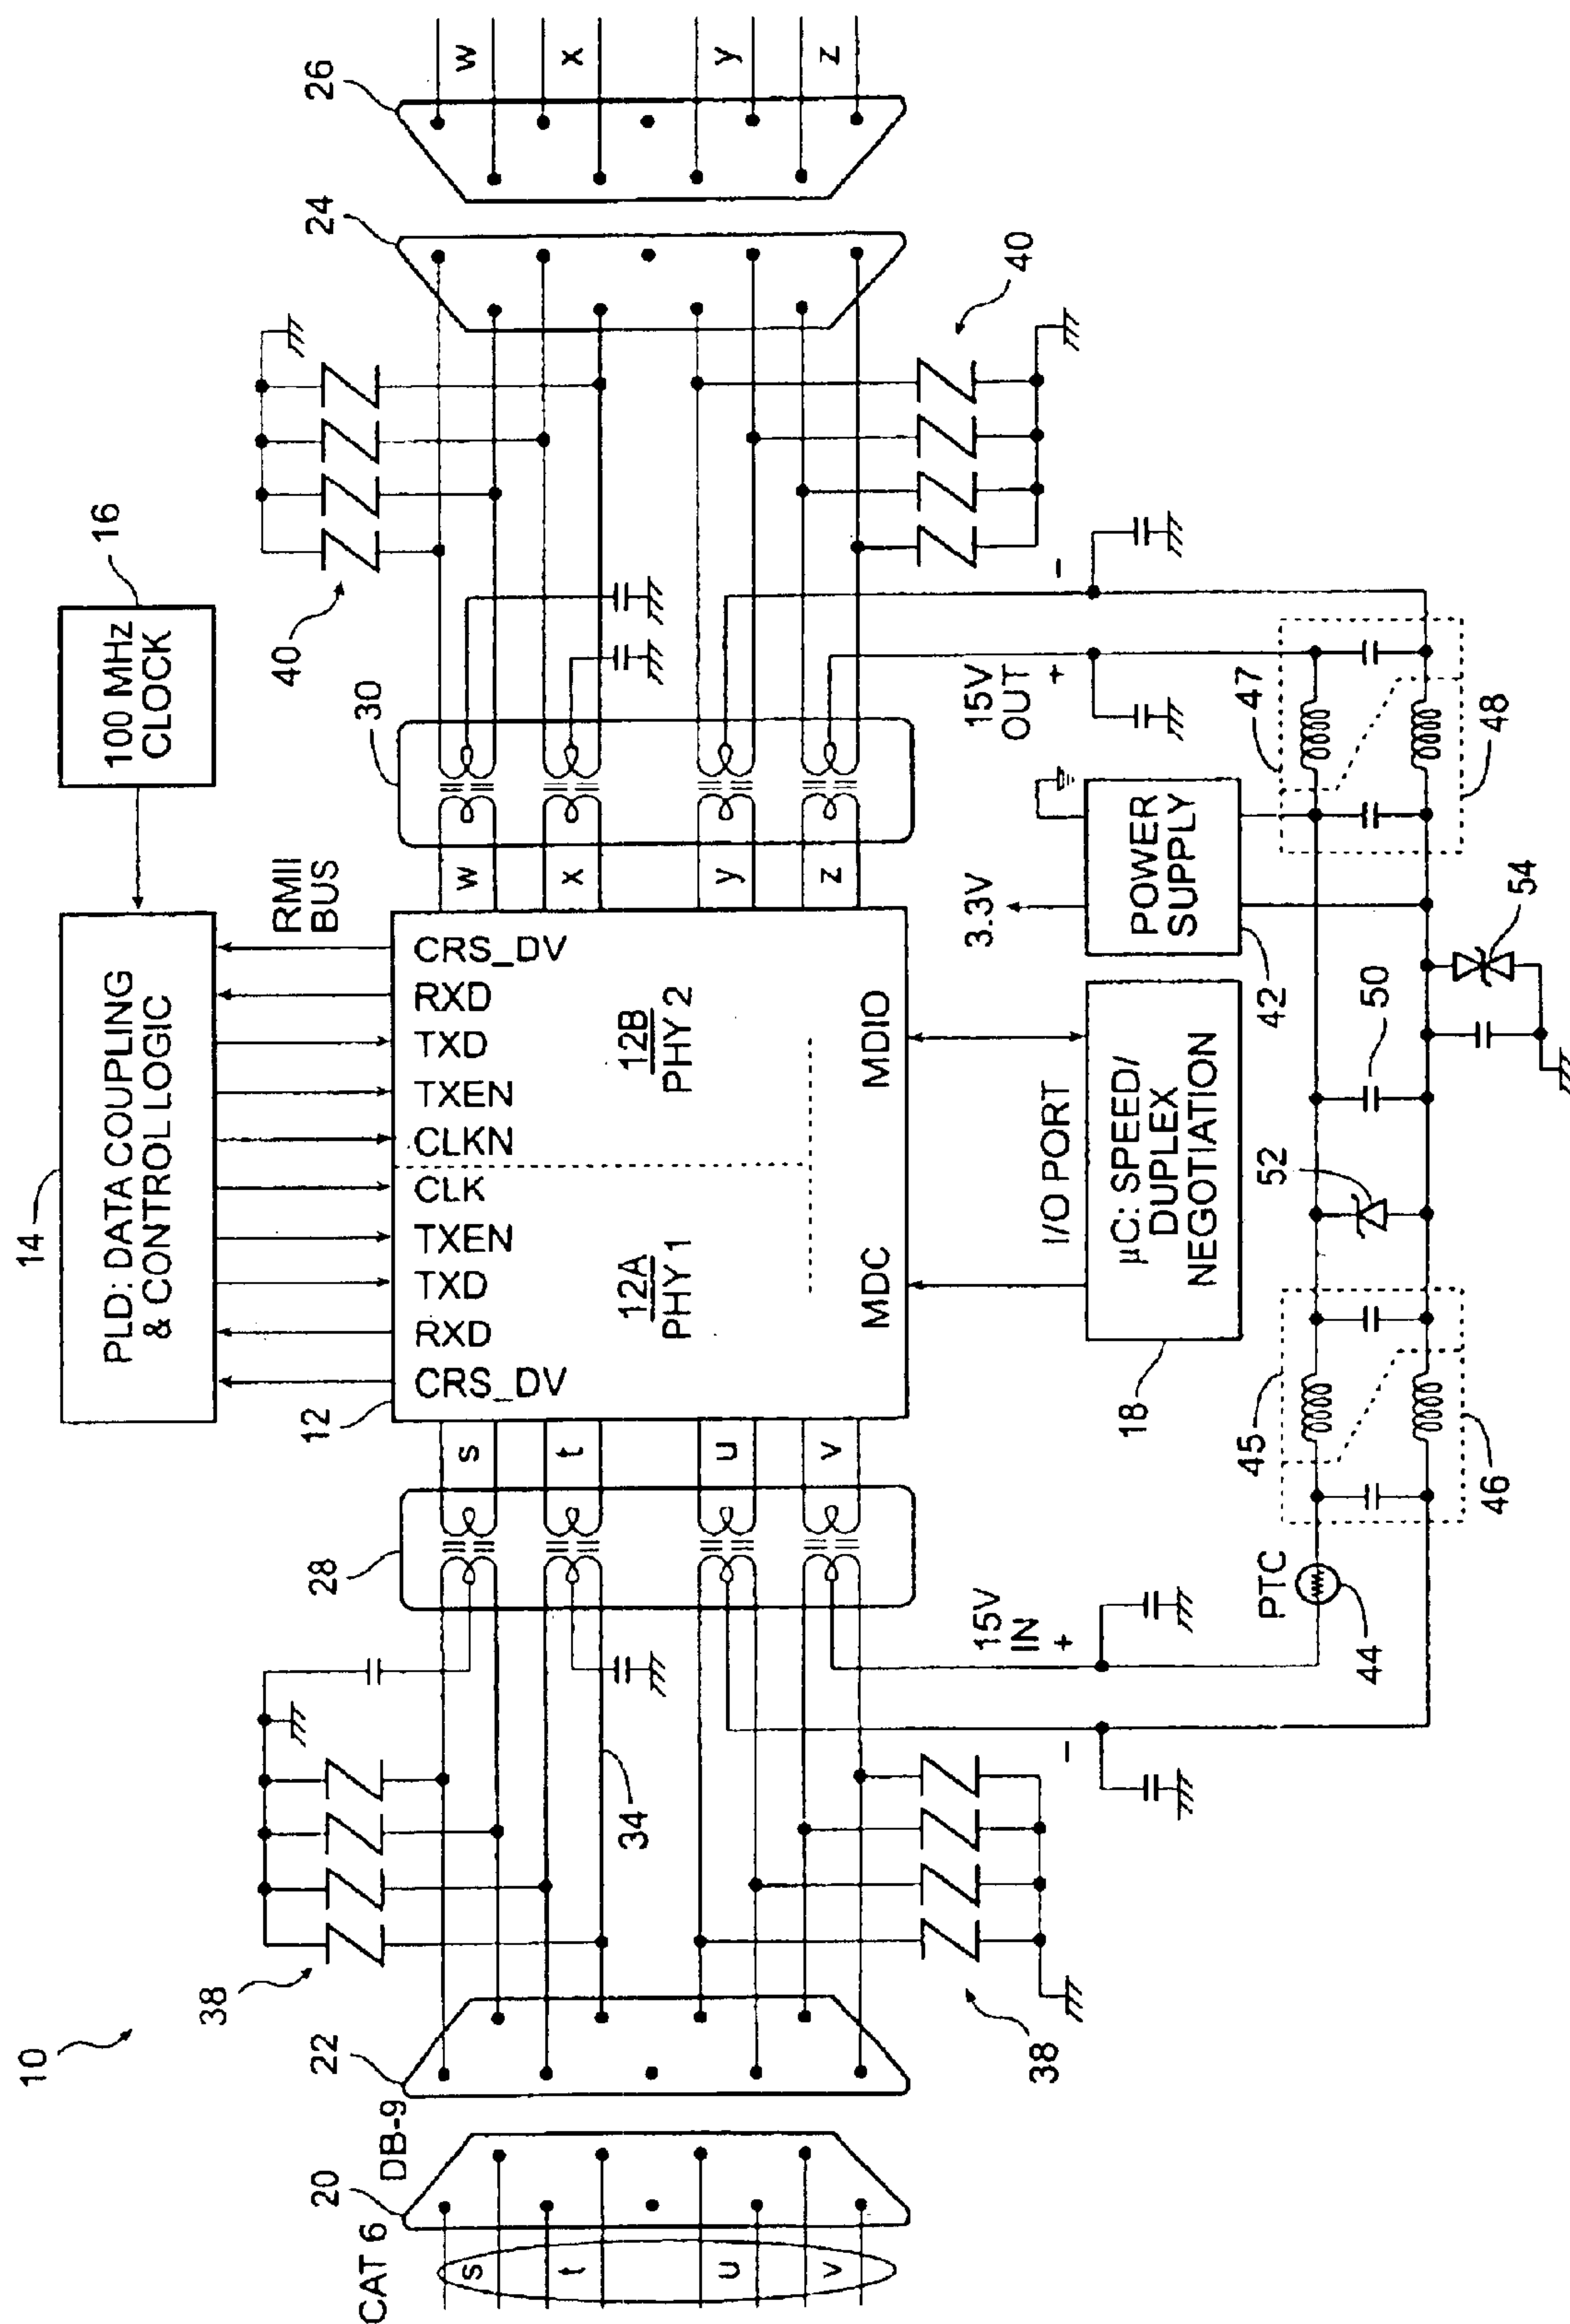 10
14
PLD: DATA COUPLING
& CONTROL LOGIC
16
100 MHz
CLOCK
RMII
BUS
12
CRS_DV
RXD
TXD
TXEN
CLK
CLKN
TXEN
TXD
RXD
CRS_DV
12A
PHY 1
12B
PHY 2
MDC
MDIO
I/O PORT
18
µC: SPEED/
DUPLEX
NEGOTIATION
CAT 6
20
DB-9
22
s
t
u
v
38
38
34
28
s
t
u
v
w
x
y
z
30
40
40
24
26
w
x
y
z
15V
IN
+
-
PTC
44
45
46
52
50
54
3.3V
POWER
SUPPLY
42
15V
OUT
+
-
47
48